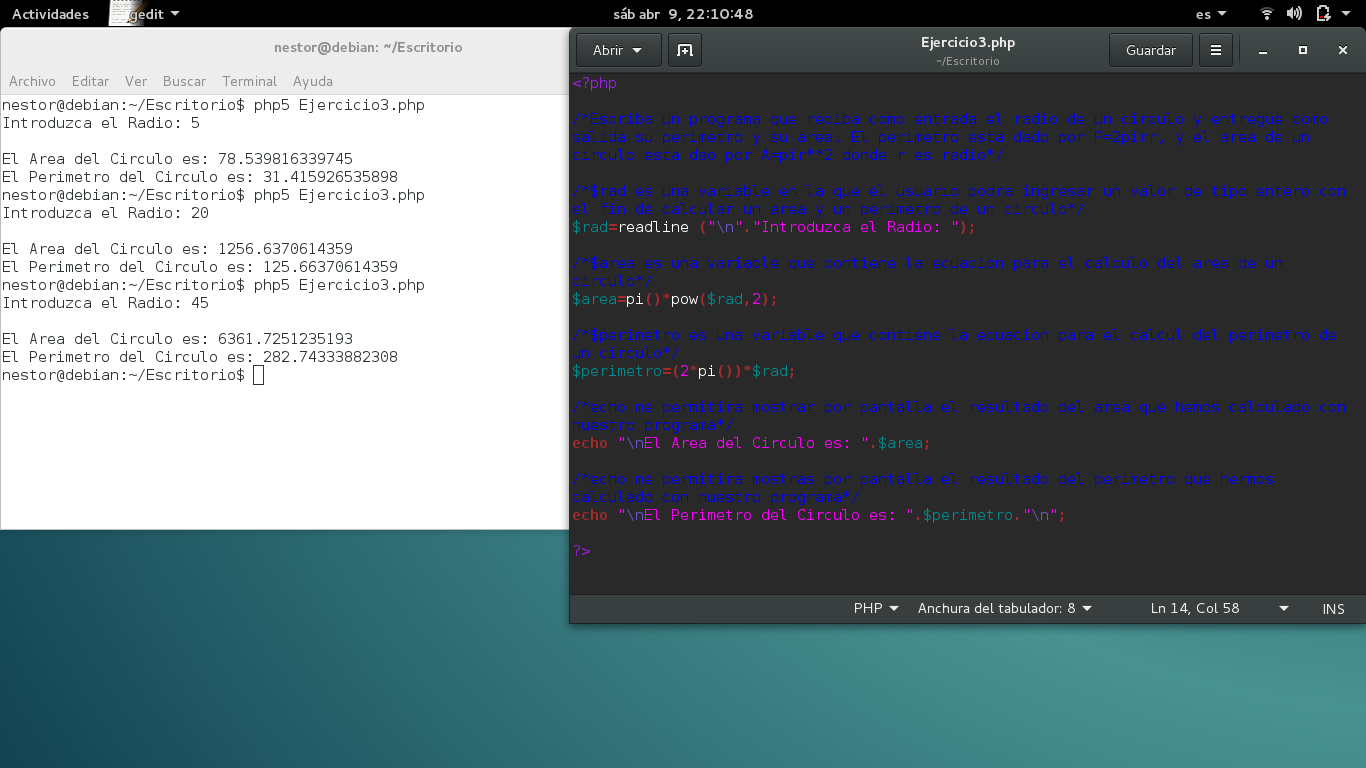 Actividades gedit sáb abr 9, 22:10:48 es
nestor@debian: ~/Escritorio
Archivo Editar Ver Buscar Terminal Ayuda
nestor@debian:~/Escritorio$ php5 Ejercicio3.php
Introduzca el Radio: 5
El Area del Circulo es: 78.539816339745
El Perimetro del Circulo es: 31.415926535898
nestor@debian:~/Escritorio$ php5 Ejercicio3.php
Introduzca el Radio: 20
El Area del Circulo es: 1256.6370614359
El Perimetro del Circulo es: 125.66370614359
nestor@debian:~/Escritorio$ php5 Ejercicio3.php
Introduzca el Radio: 45
El Area del Circulo es: 6361.7251235193
El Perimetro del Circulo es: 282.74333882308
nestor@debian:~/Escritorio$
Abrir Ejercicio3.php Guardar
~/Escritorio
<?php
/*Escriba un programa que reciba como entrada el radio de un circulo y entregue como
salida su perimetro y su area. El perimetro esta dado por P=2pirr, y el area de un
circulo esta dao por A=pir**2 donde r es radio*/
/*$rad es una variable en la que el usuario podra ingresar un valor de tipo entero con
el fin de calcular un area y un perimetro de un circulo*/
$rad=readline ("\n"."Introduzca el Radio: ");
/*$area es una variable que contiene la ecuacion para el calculo del area de un
circulo*/
$area=pi()*pow($rad,2);
/*$perimetro es una variable que contiene la ecuacion para el calcul del perimetro de
un circulo*/
$perimetro=(2*pi())*$rad;
/*echo me permitira mostrar por pantalla el resultado del area que hemos calculado con
nuestro programa*/
echo "\nEl Area del Circulo es: ".$area;
/*echo me permitira mostras por pantalla el resultado del perimetro que hermos
calculado con nuestro programa*/
echo "\nEl Perimetro del Circulo es: ".$perimetro."\n";
?>
PHP Anchura del tabulador: 8 Ln 14, Col 58 INS